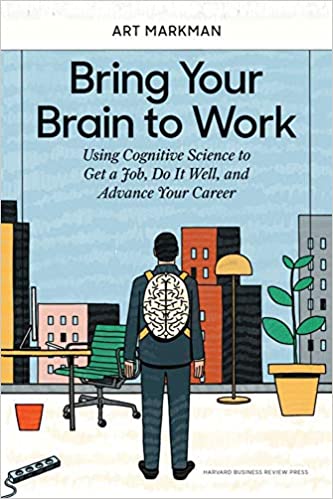 ART MARKMAN
Bring Your
Brain to Work
Using Cognitive Science to
Get a Job, Do It Well, and
Advance Your Career
HARVARD BUSINESS REVIEW PRESS